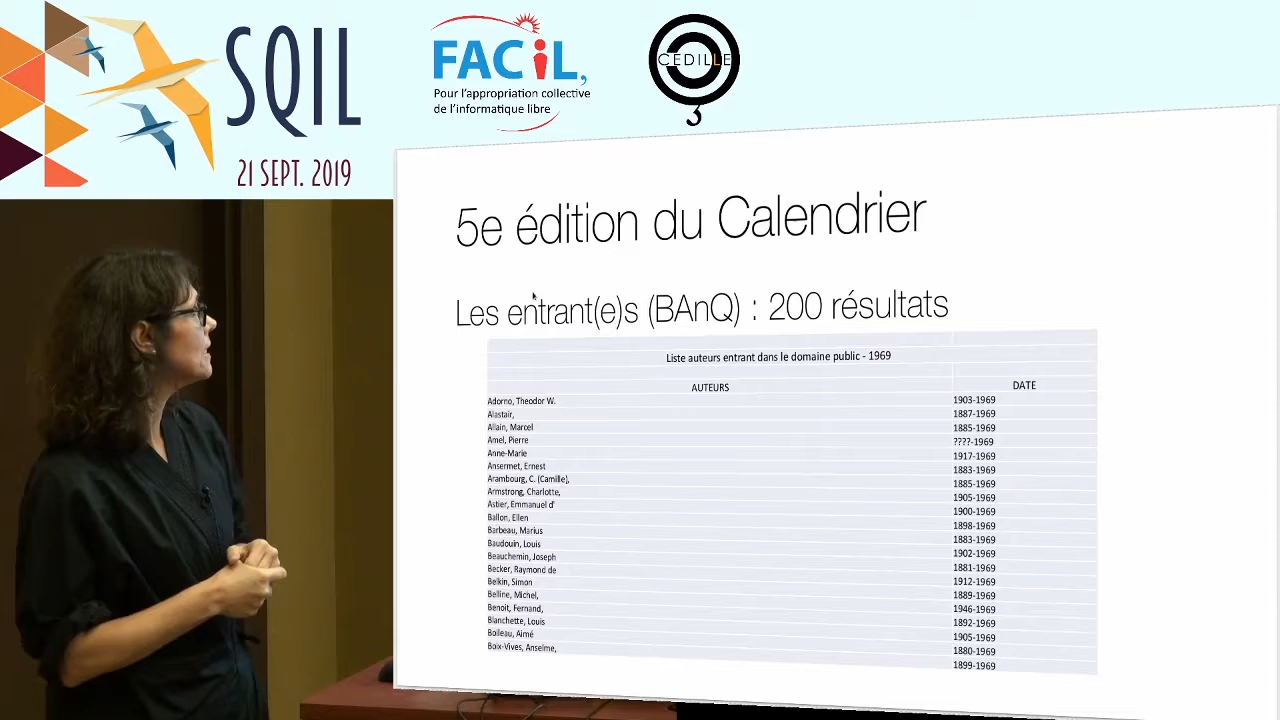 SQIL
21 SEPT. 2019
FACiL,
Pour l'appropriation collective
de l'informatique libre
CEDILLE
3
5e édition du Calendrier
Les entrant(e)s (BAnQ) : 200 résultats
Liste auteurs entrant dans le domaine public - 1969
AUTEURS DATE
Adorno, Theodor W. 1903-1969
Alastair, 1887-1969
Allain, Marcel 1885-1969
Amel, Pierre ????-1969
Anne-Marie 1917-1969
Ansermet, Ernest 1883-1969
Arambourg, C. (Camille), 1885-1969
Armstrong, Charlotte, 1905-1969
Astier, Emmanuel d' 1900-1969
Ballon, Ellen 1898-1969
Barbeau, Marius 1883-1969
Baudouin, Louis 1902-1969
Beauchemin, Joseph 1881-1969
Becker, Raymond de 1912-1969
Belkin, Simon 1889-1969
Belline, Michel, 1946-1969
Benoit, Fernand, 1892-1969
Blanchette, Louis 1905-1969
Boileau, Aimé 1880-1969
Boix-Vives, Anselme, 1899-1969